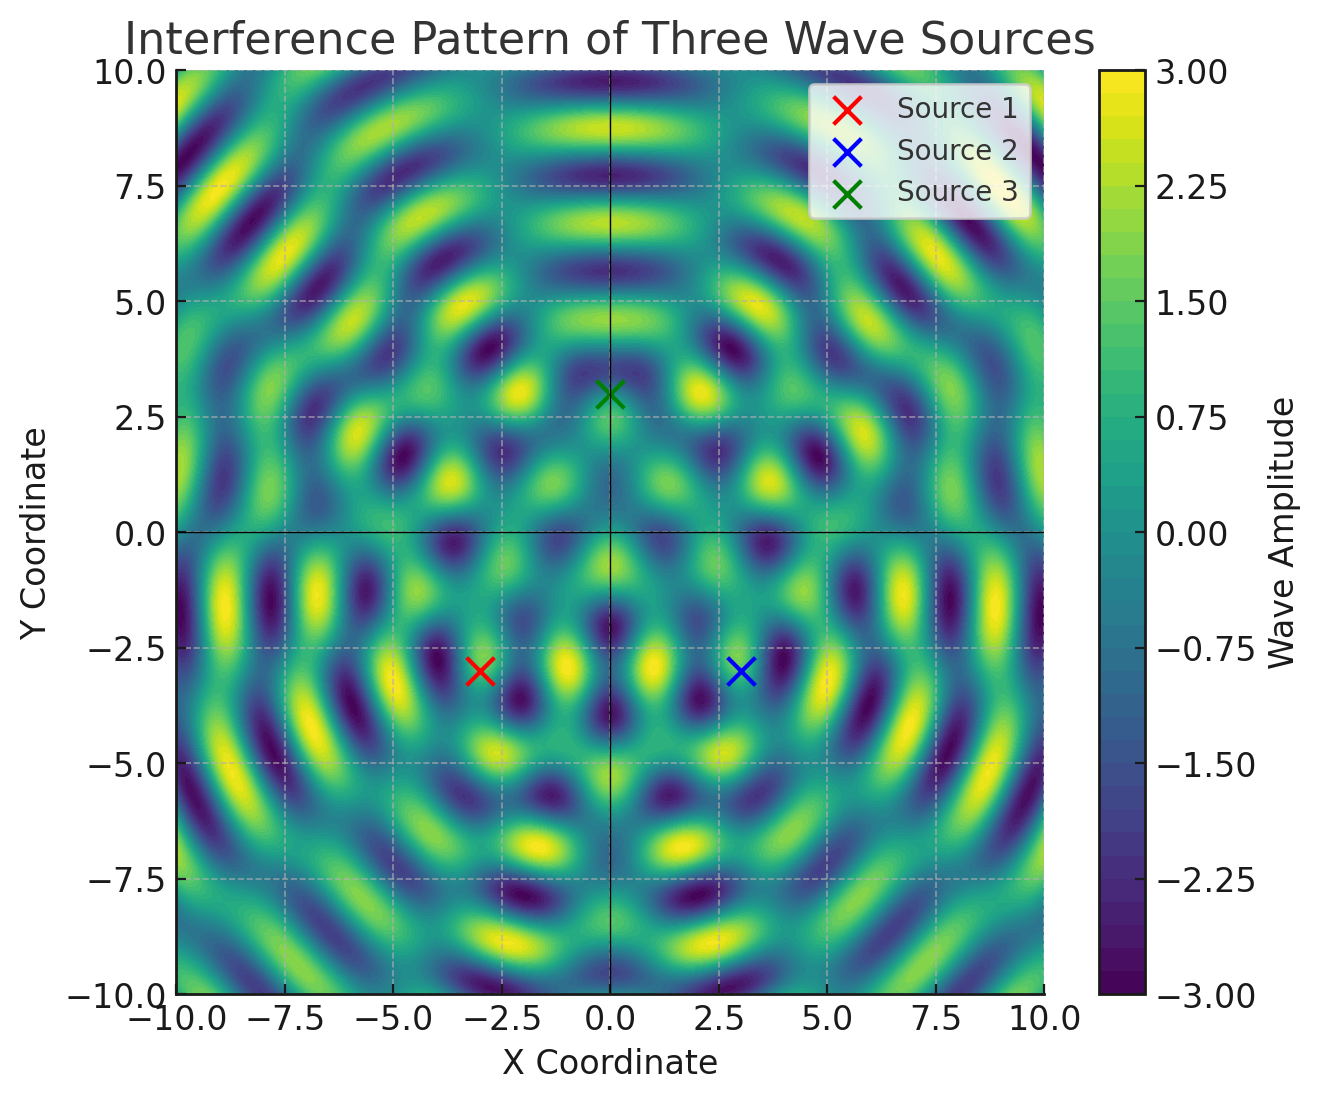 Interference Pattern of Three Wave Sources
Source 1
Source 2
Source 3
10.0
7.5
5.0
2.5
0.0
−2.5
−5.0
−7.5
−10.0
Y Coordinate
−10.0 −7.5 −5.0 −2.5 0.0 2.5 5.0 7.5 10.0
X Coordinate
3.00
2.25
1.50
0.75
0.00
−0.75
−1.50
−2.25
−3.00
Wave Amplitude